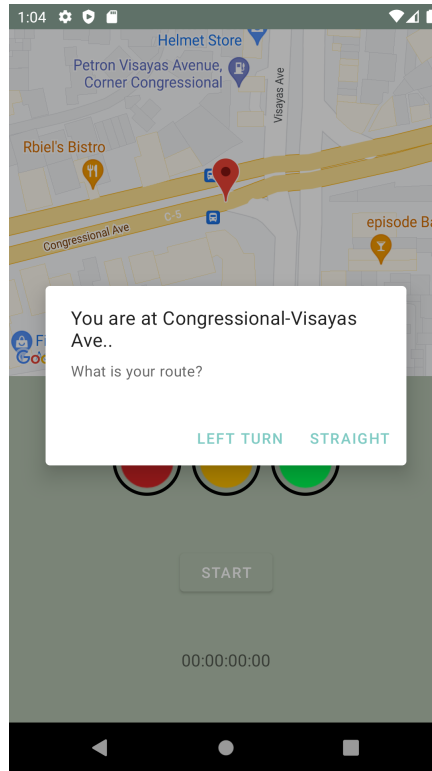 1:04
Helmet Store
Petron Visayas Avenue,
Corner Congressional
Visayas Ave
Rbiel's Bistro
C-5
episode Ba
Congressional Ave
You are at Congressional-Visayas
Ave..
What is your route?
LEFT TURN STRAIGHT
START
00:00:00:00